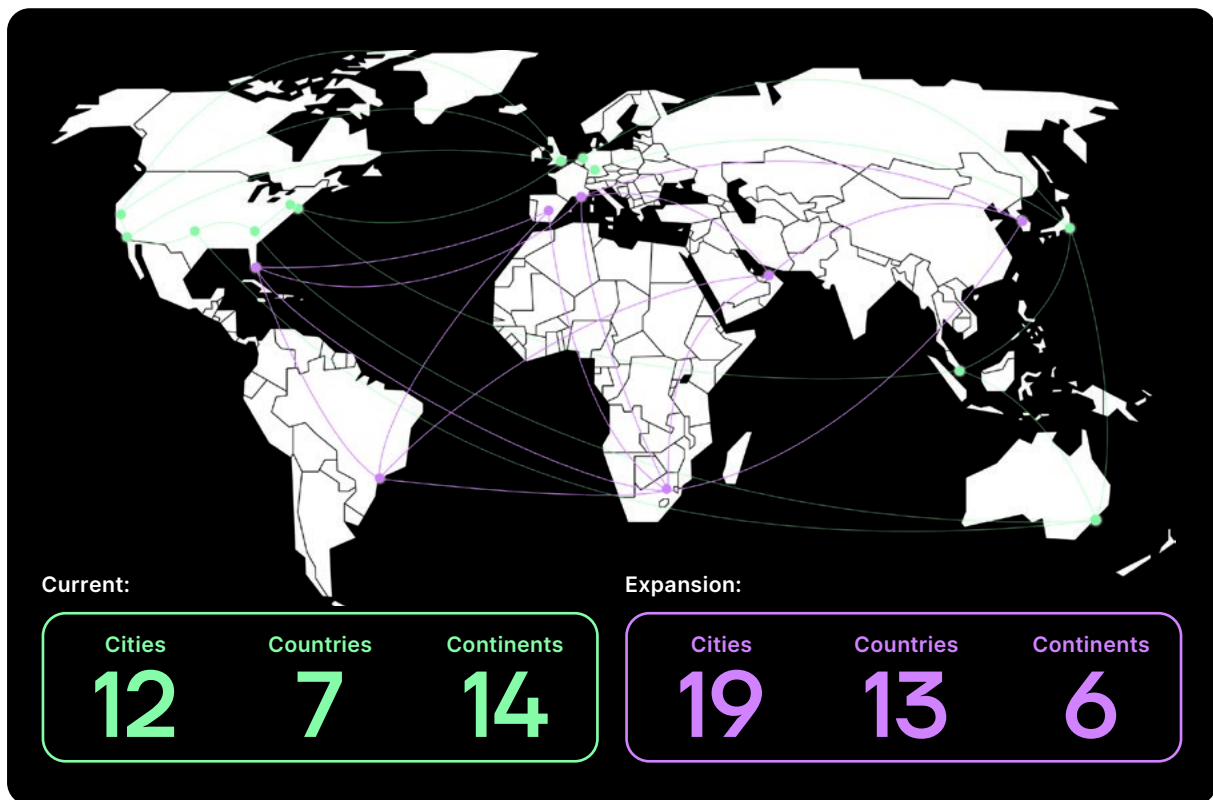 Current:
Cities
Countries
Continents
12
7
14
Expansion:
Cities
Countries
Continents
19
13
6